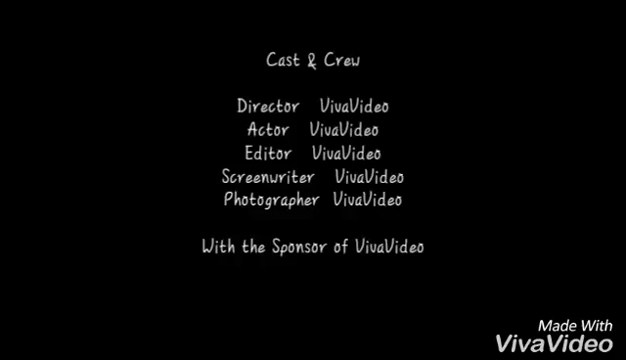 Cast & Crew
Director VivaVideo
Actor VivaVideo
Editor VivaVideo
Screenwriter VivaVideo
Photographer VivaVideo
With the Sponsor of VivaVideo
Made With
VivaVideo